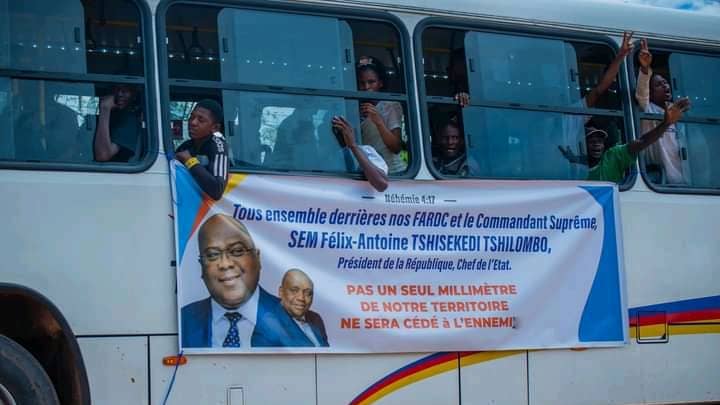 Néhémie 4:17
Tous ensemble derrières nos FARDC et le Commandant Suprême,
SEM Félix-Antoine TSHISEKEDI TSHILOMBO,
Président de la République, Chef de l'Etat.
PAS UN SEUL MILLIMÈTRE
DE NOTRE TERRITOIRE
NE SERA CÉDÉ À L'ENNEMI